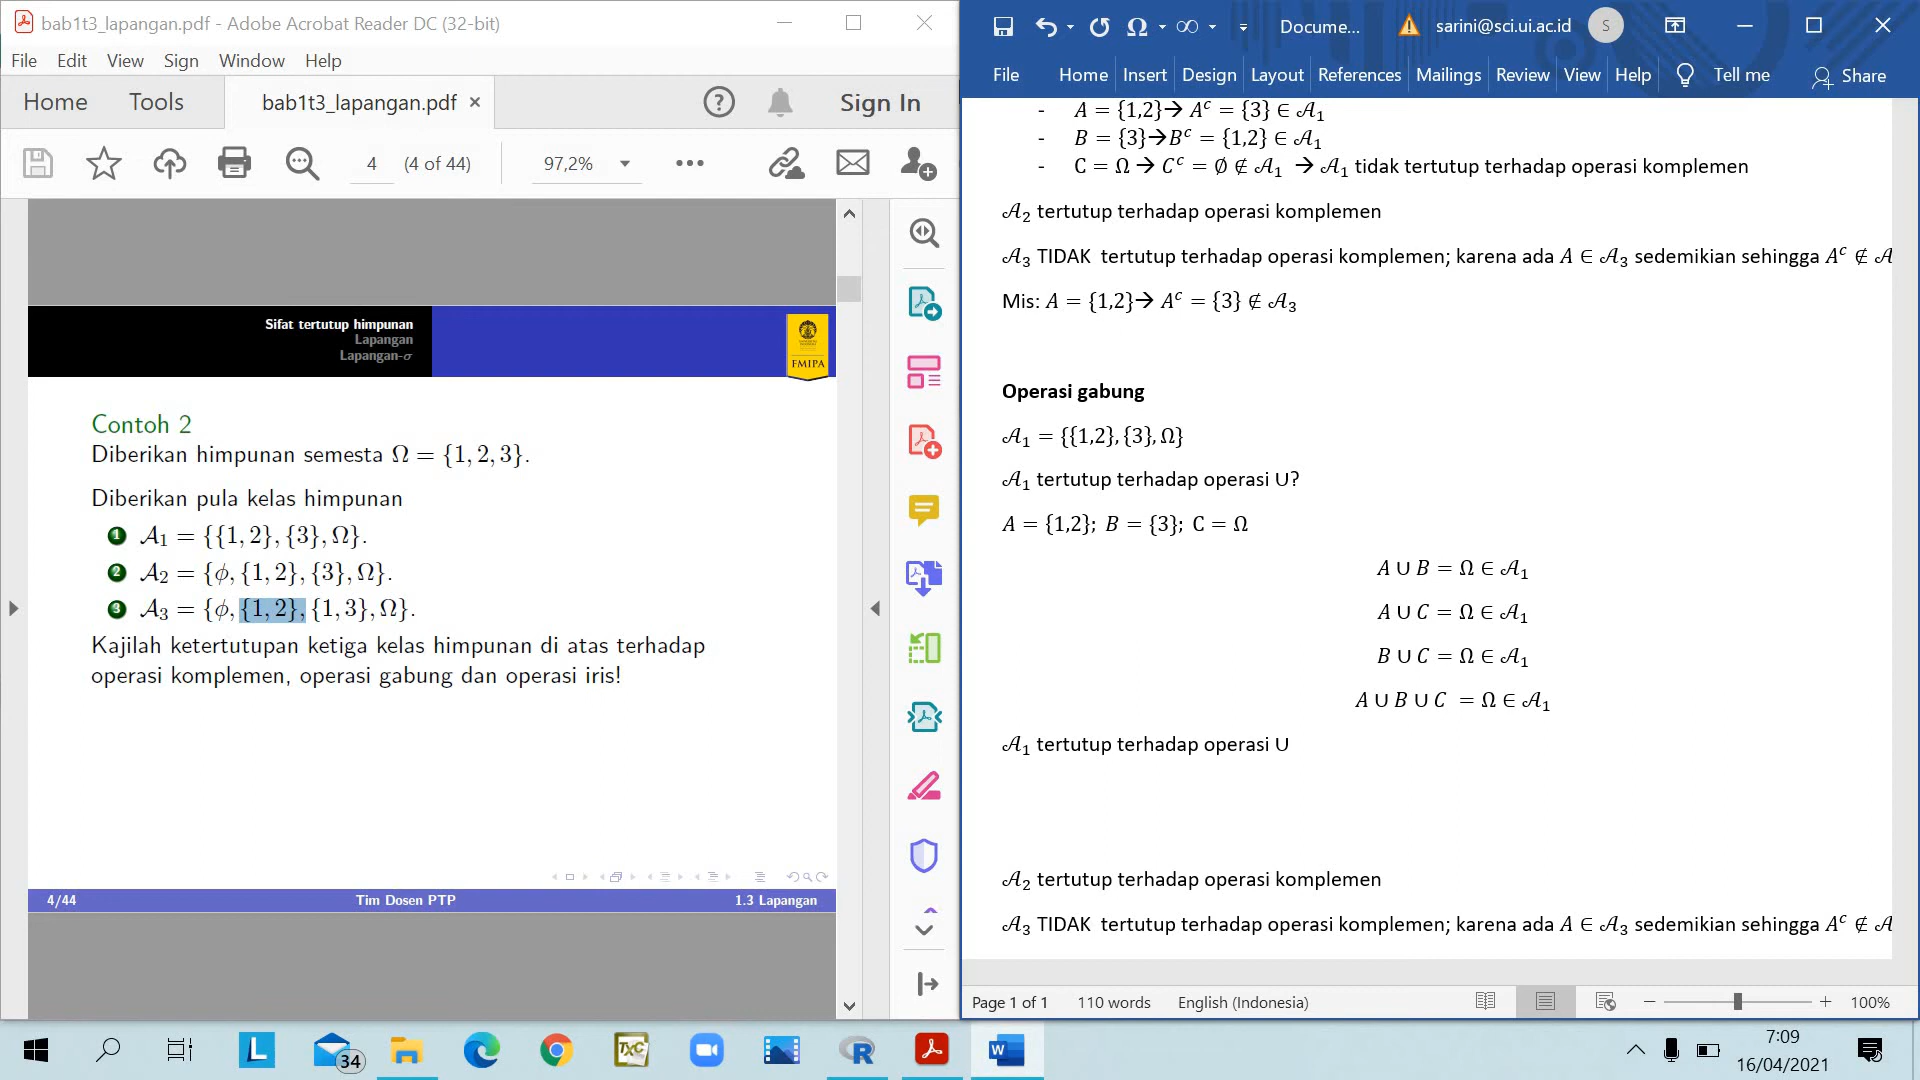 bab1t3_lapangan.pdf - Adobe Acrobat Reader DC (32-bit)
File Edit View Sign Window Help
Home Tools bab1t3_lapangan.pdf × Sign In
4 (4 of 44) 97,2%
Sifat tertutup himpunan
Lapangan
Lapangan-σ
FMIPA
Contoh 2
Diberikan himpunan semesta Ω = {1, 2, 3}.
Diberikan pula kelas himpunan
1 𝒜₁ = {{1, 2}, {3}, Ω}.
2 𝒜₂ = {ϕ, {1, 2}, {3}, Ω}.
3 𝒜₃ = {ϕ, {1, 2}, {1, 3}, Ω}.
Kajilah ketertutupan ketiga kelas himpunan di atas terhadap
operasi komplemen, operasi gabung dan operasi iris!
4/44 Tim Dosen PTP 1.3 Lapangan
Docume... sarini@sci.ui.ac.id S
File Home Insert Design Layout References Mailings Review View Help Tell me Share
- A = {1,2}→ Aᶜ = {3} ∈ 𝒜₁
- B = {3}→Bᶜ = {1,2} ∈ 𝒜₁
- C = Ω → Cᶜ = ∅ ∉ 𝒜₁ → 𝒜₁ tidak tertutup terhadap operasi komplemen
𝒜₂ tertutup terhadap operasi komplemen
𝒜₃ TIDAK tertutup terhadap operasi komplemen; karena ada A ∈ 𝒜₃ sedemikian sehingga Aᶜ ∉ 𝒜
Mis: A = {1,2}→ Aᶜ = {3} ∉ 𝒜₃
Operasi gabung
𝒜₁ = {{1,2}, {3}, Ω}
𝒜₁ tertutup terhadap operasi ∪?
A = {1,2}; B = {3}; C = Ω
A ∪ B = Ω ∈ 𝒜₁
A ∪ C = Ω ∈ 𝒜₁
B ∪ C = Ω ∈ 𝒜₁
A ∪ B ∪ C = Ω ∈ 𝒜₁
𝒜₁ tertutup terhadap operasi ∪
𝒜₂ tertutup terhadap operasi komplemen
𝒜₃ TIDAK tertutup terhadap operasi komplemen; karena ada A ∈ 𝒜₃ sedemikian sehingga Aᶜ ∉ 𝒜
Page 1 of 1 110 words English (Indonesia) 100%
L 34 TXC R W
7:09
16/04/2021